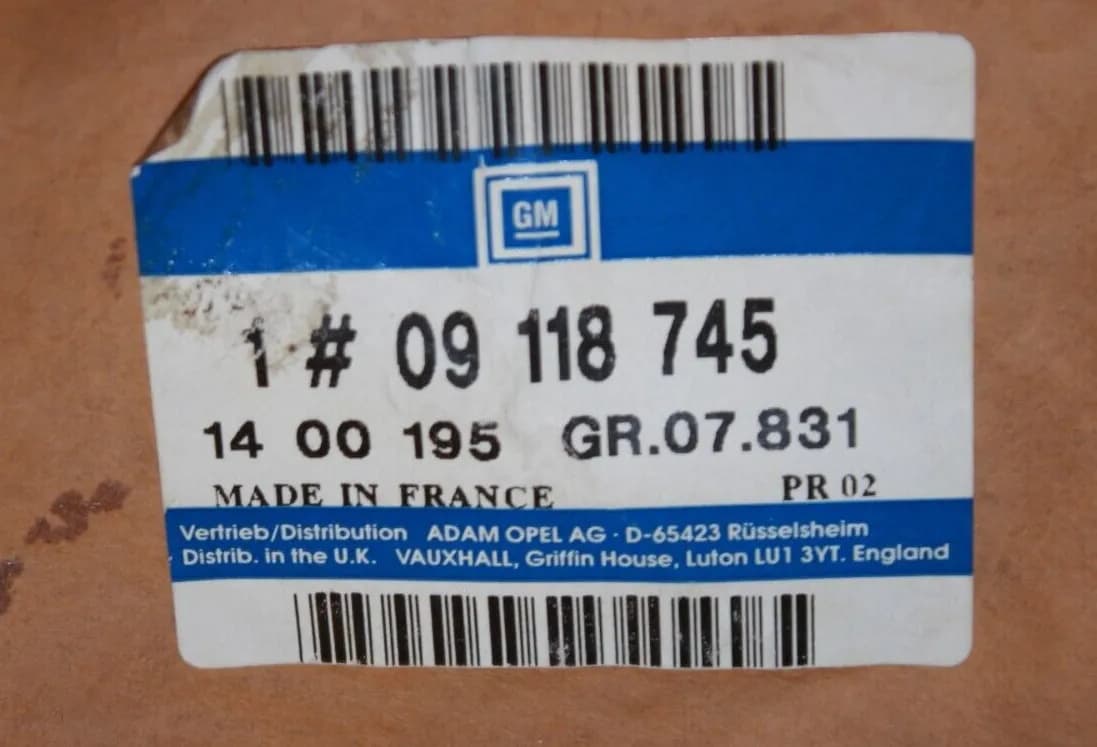 GM
1 # 09 118 745
14 00 195 GR.07.831
MADE IN FRANCE PR 02
Vertrieb/Distribution ADAM OPEL AG · D-65423 Rüsselsheim
Distrib. in the U.K. VAUXHALL, Griffin House, Luton LU1 3YT. England